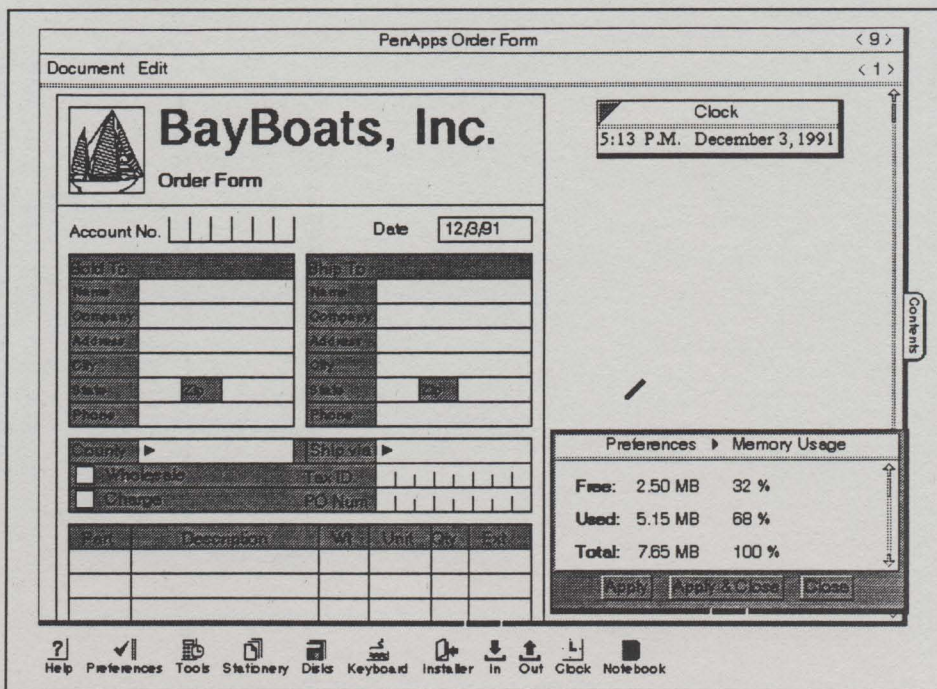 PenApps Order Form < 9 >
Document Edit < 1 >
BayBoats, Inc.
Order Form
Clock
5:13 P.M. December 3, 1991
Account No. Date 12/3/91
Sold To Ship To
Name Name
Company Company
Address Address
City City
State Zip State Zip
Phone Phone
County Ship via
Wholesale Tax ID
Charge PO Num
Part Description Wt Unit Qty Ext
Contents
Preferences Memory Usage
Free: 2.50 MB 32 %
Used: 5.15 MB 68 %
Total: 7.65 MB 100 %
Apply Apply & Close Close
Help Preferences Tools Stationery Disks Keyboard Installer In Out Clock Notebook